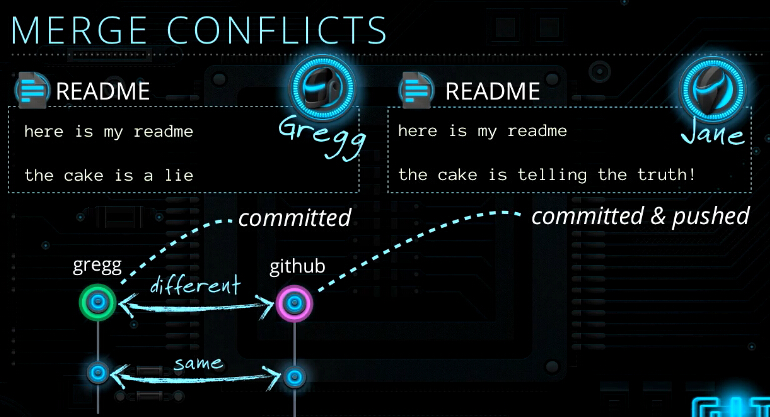 MERGE CONFLICTS
README
Gregg
here is my readme
the cake is a lie
README
Jane
here is my readme
the cake is telling the truth!
committed
committed & pushed
gregg
github
different
same